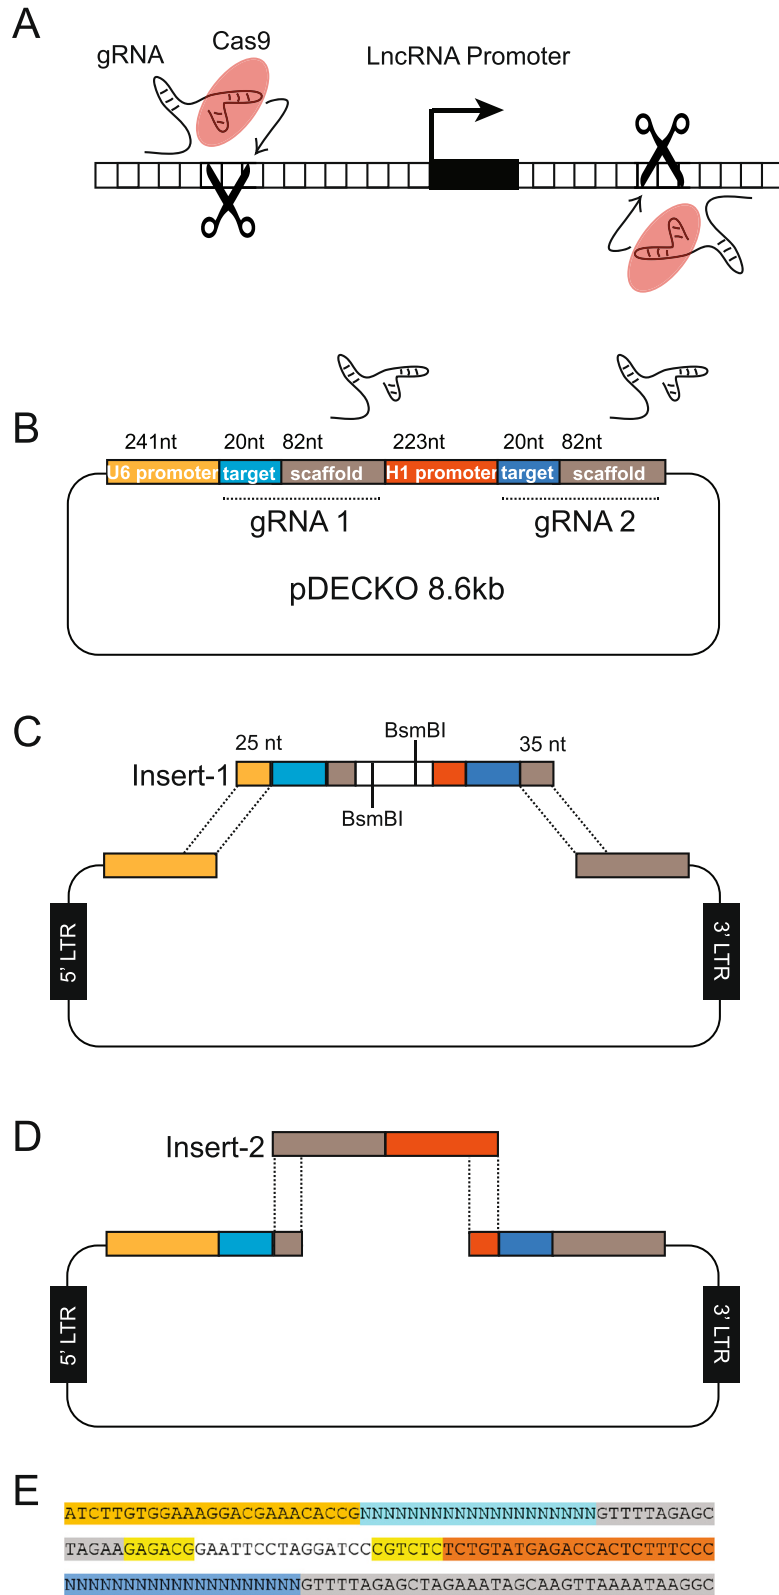 A
gRNA
Cas9
LncRNA Promoter
B
241nt 20nt 82nt 223nt 20nt 82nt
U6 promoter target scaffold H1 promoter target scaffold
gRNA 1 gRNA 2
pDECKO 8.6kb
C
BsmBI
25 nt 35 nt
Insert-1
BsmBI
5' LTR
3' LTR
D
Insert-2
5' LTR
3' LTR
E
ATCTTGTGGAAAGGACGAAACACCGNNNNNNNNNNNNNNNNNNNNGTTTTAGAGC
TAGAAGAGACGGAATTCCTAGGATCCCGTCTCTCTGTATGAGACCACTCTTTCCC
NNNNNNNNNNNNNNNNNNNNGTTTTAGAGCTAGAAATAGCAAGTTAAAATAAGGC